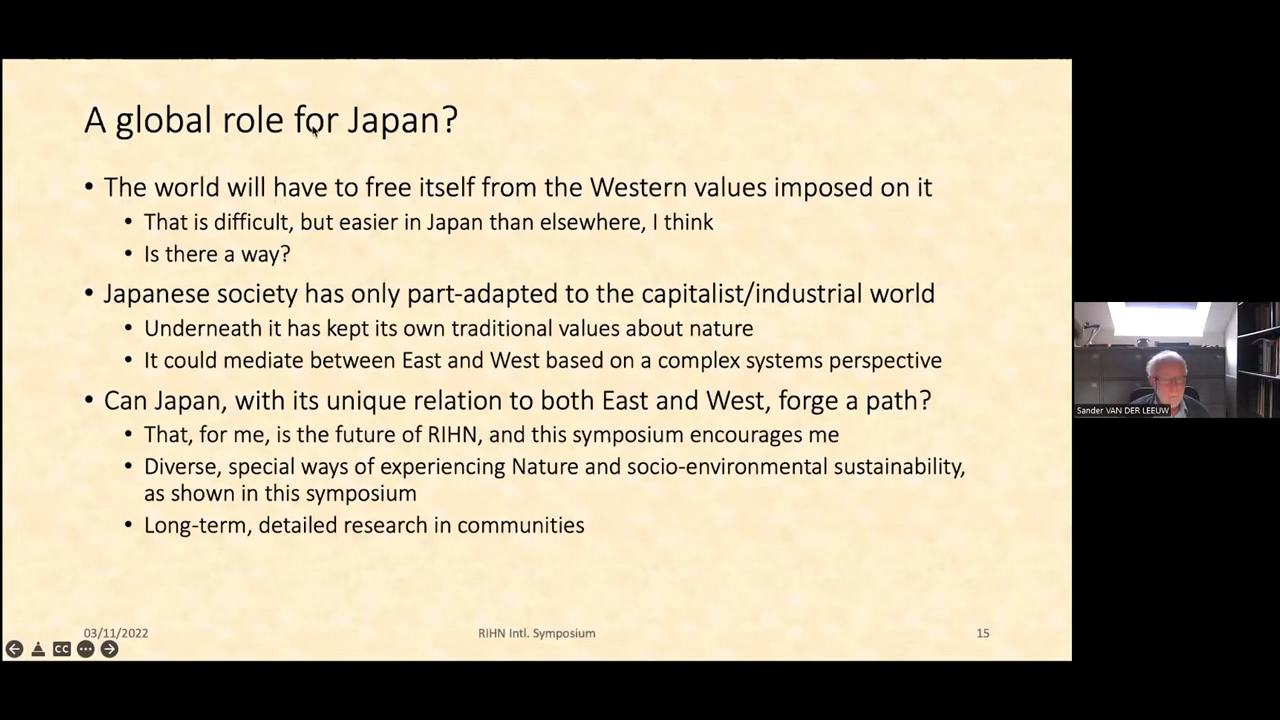 A global role for Japan?
• The world will have to free itself from the Western values imposed on it
• That is difficult, but easier in Japan than elsewhere, I think
• Is there a way?
• Japanese society has only part-adapted to the capitalist/industrial world
• Underneath it has kept its own traditional values about nature
• It could mediate between East and West based on a complex systems perspective
• Can Japan, with its unique relation to both East and West, forge a path?
• That, for me, is the future of RIHN, and this symposium encourages me
• Diverse, special ways of experiencing Nature and socio-environmental sustainability,
as shown in this symposium
• Long-term, detailed research in communities
03/11/2022
RIHN Intl. Symposium
15
CC
Sander VAN DER LEEUW